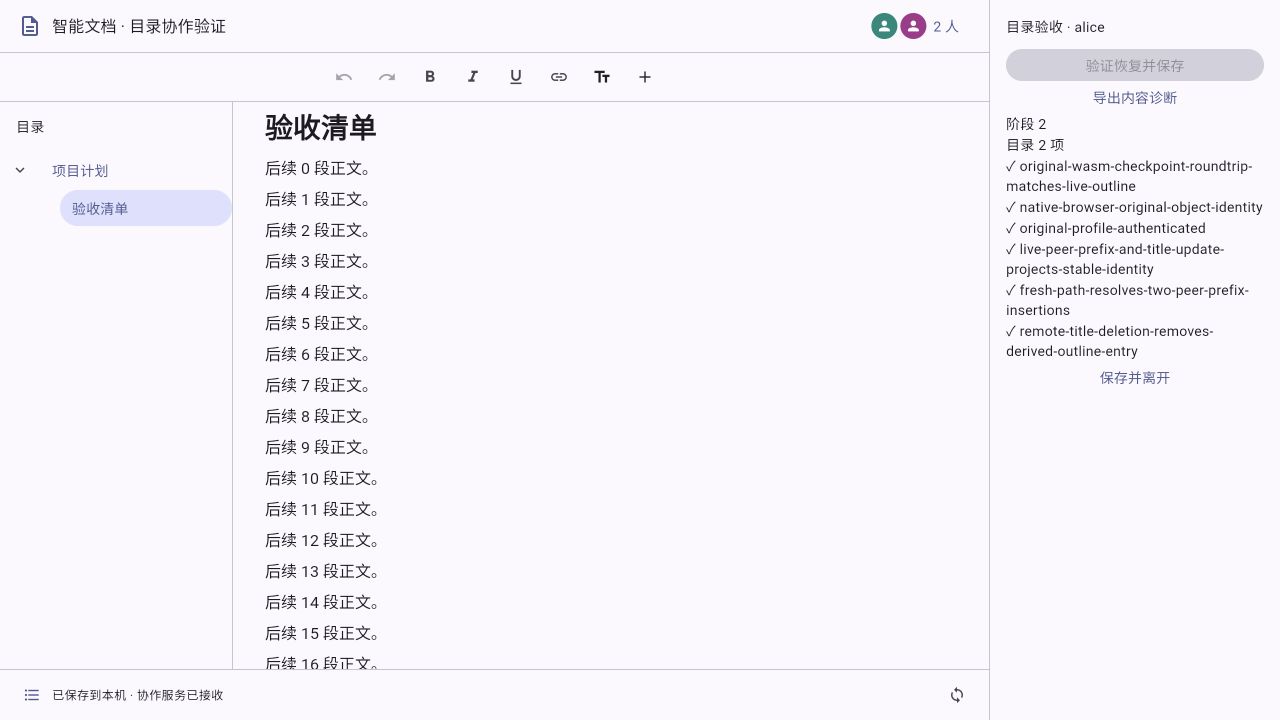 智能文档 · 目录协作验证
2 人
目录
项目计划
验收清单
验收清单
后续 0 段正文。
后续 1 段正文。
后续 2 段正文。
后续 3 段正文。
后续 4 段正文。
后续 5 段正文。
后续 6 段正文。
后续 7 段正文。
后续 8 段正文。
后续 9 段正文。
后续 10 段正文。
后续 11 段正文。
后续 12 段正文。
后续 13 段正文。
后续 14 段正文。
后续 15 段正文。
后续 16 段正文。
已保存到本机 · 协作服务已接收
目录验收 · alice
验证恢复并保存
导出内容诊断
阶段 2
目录 2 项
✓ original-wasm-checkpoint-roundtrip-
matches-live-outline
✓ native-browser-original-object-identity
✓ original-profile-authenticated
✓ live-peer-prefix-and-title-update-
projects-stable-identity
✓ fresh-path-resolves-two-peer-prefix-
insertions
✓ remote-title-deletion-removes-
derived-outline-entry
保存并离开